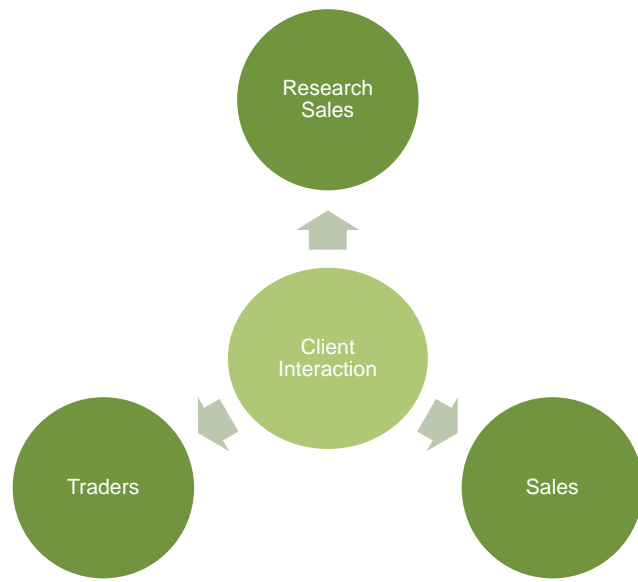 Research
Sales
Client
Interaction
Traders
Sales